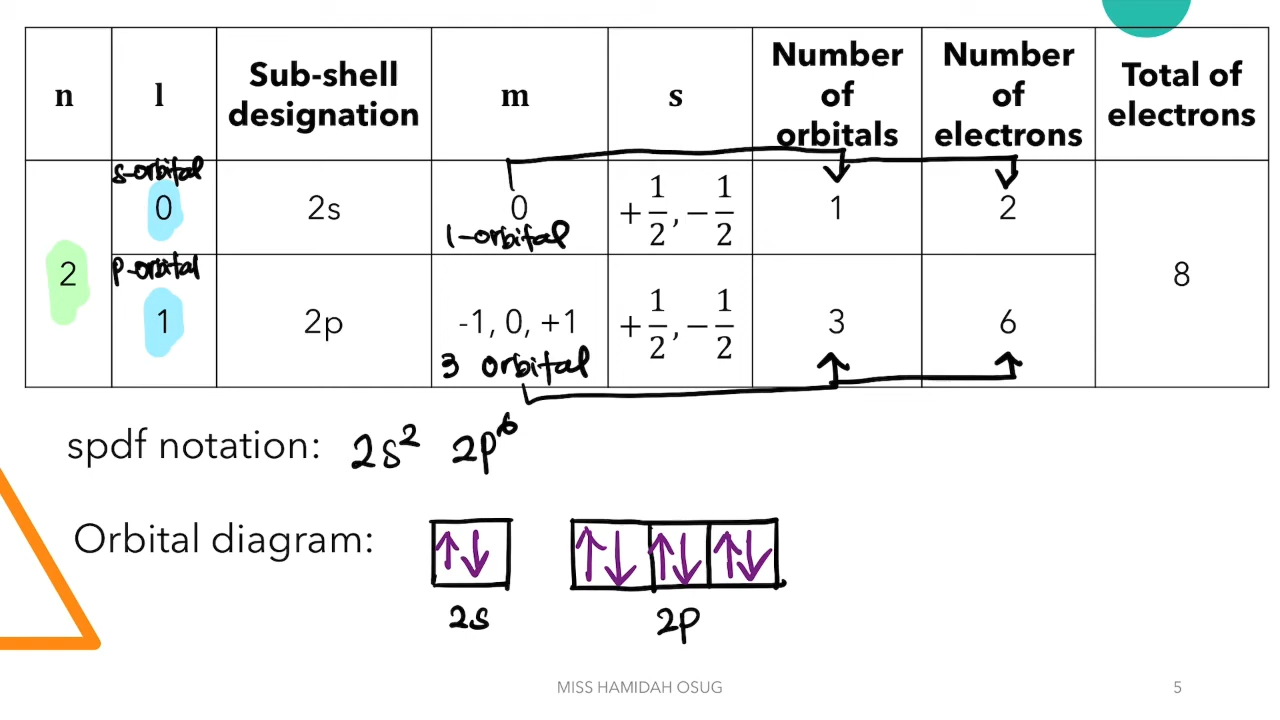 n l Sub-shell designation m s Number of orbitals Number of electrons Total of electrons
s-orbital
0 2s 0 +1/2, −1/2 1 2
1-orbital
2 8
p-orbital
1 2p -1, 0, +1 +1/2, −1/2 3 6
3 orbital
spdf notation: 2s² 2p⁶
Orbital diagram: ↑↓ ↑↓ ↑↓ ↑↓
2s 2p
MISS HAMIDAH OSUG 5